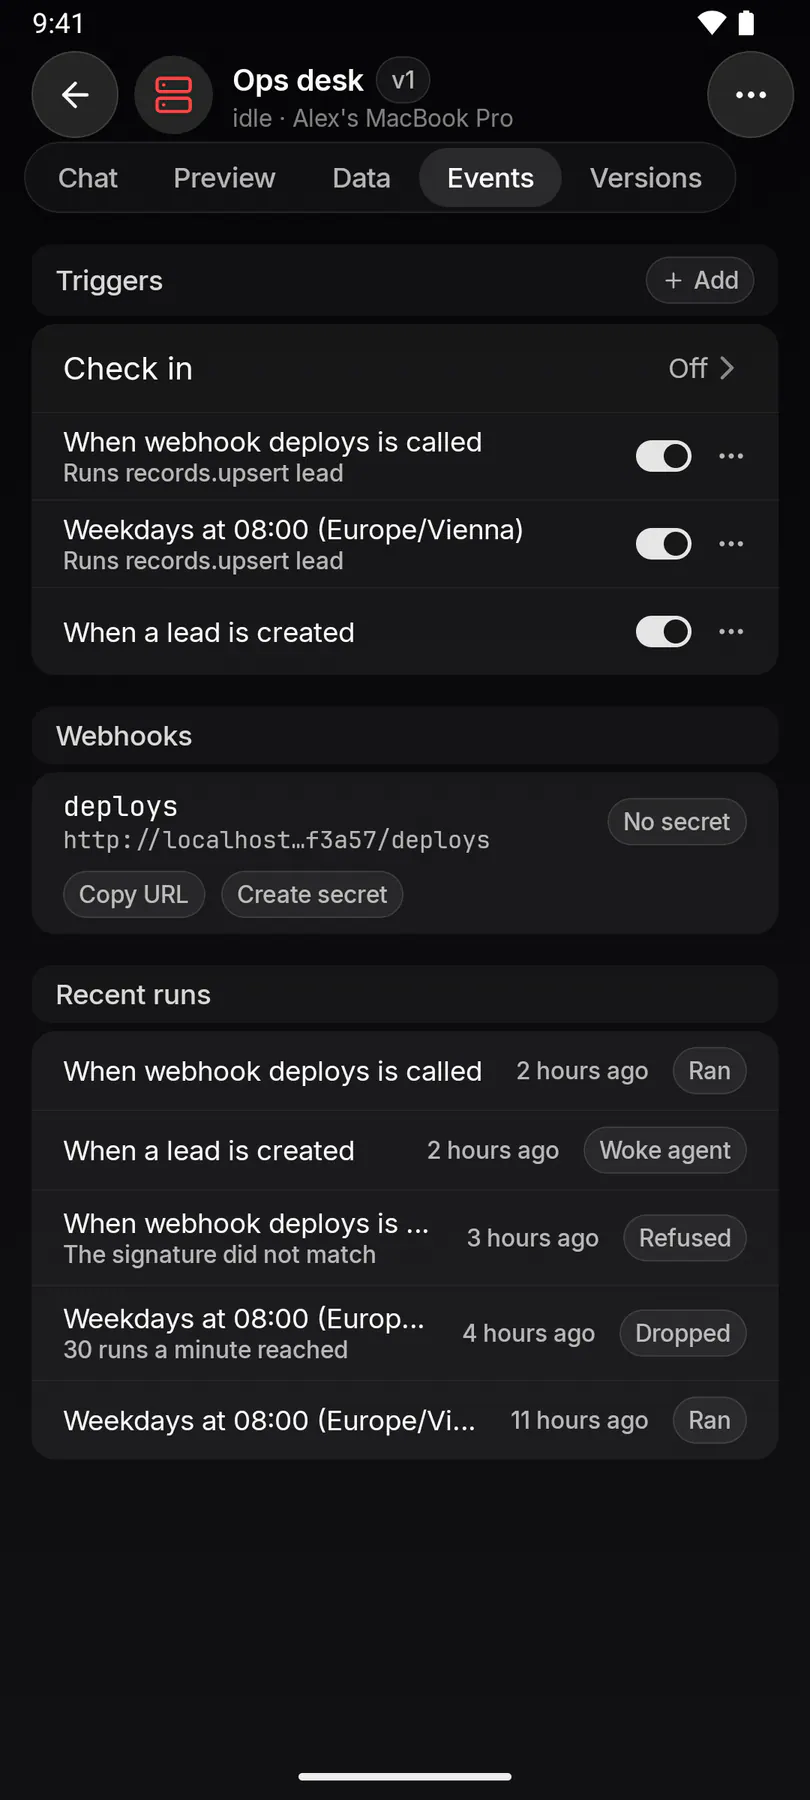 9:41
Ops desk v1
idle · Alex's MacBook Pro
Chat Preview Data Events Versions
Triggers + Add
Check in Off
When webhook deploys is called
Runs records.upsert lead
Weekdays at 08:00 (Europe/Vienna)
Runs records.upsert lead
When a lead is created
Webhooks
deploys
http://localhost…f3a57/deploys
No secret
Copy URL Create secret
Recent runs
When webhook deploys is called 2 hours ago Ran
When a lead is created 2 hours ago Woke agent
When webhook deploys is ... 3 hours ago Refused
The signature did not match
Weekdays at 08:00 (Europ... 4 hours ago Dropped
30 runs a minute reached
Weekdays at 08:00 (Europe/Vi... 11 hours ago Ran